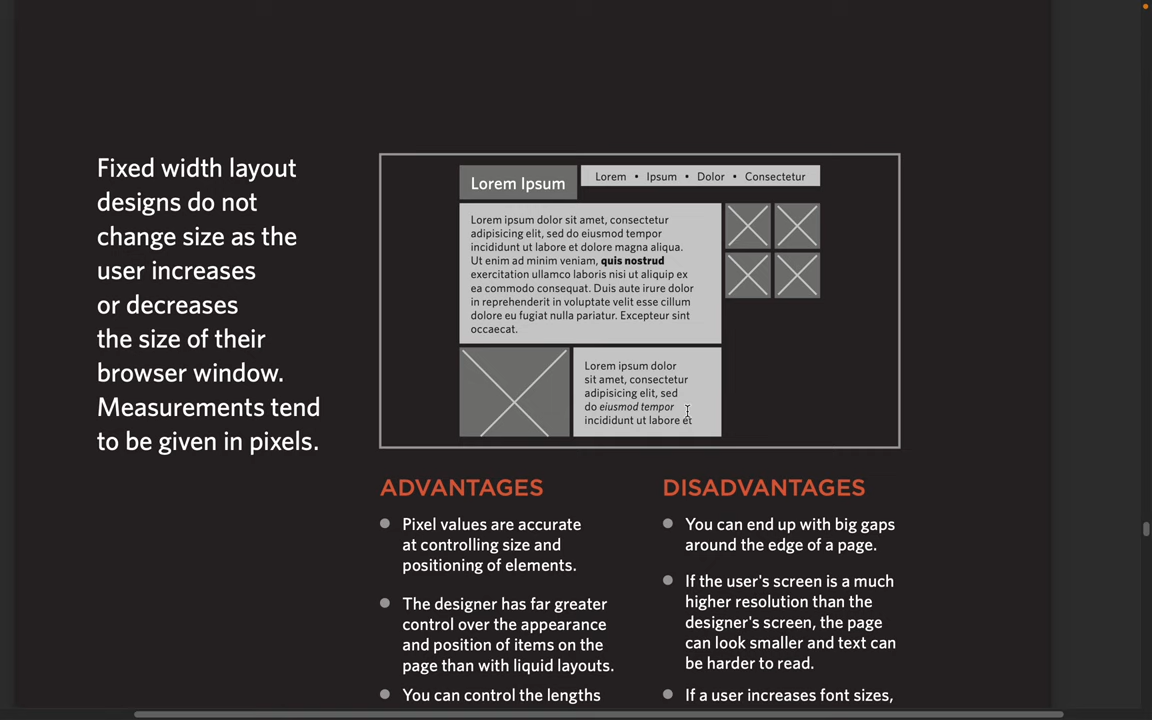 Fixed width layout
designs do not
change size as the
user increases
or decreases
the size of their
browser window.
Measurements tend
to be given in pixels.
Lorem Ipsum
Lorem • Ipsum • Dolor • Consectetur
Lorem ipsum dolor sit amet, consectetur
adipisicing elit, sed do eiusmod tempor
incididunt ut labore et dolore magna aliqua.
Ut enim ad minim veniam, quis nostrud
exercitation ullamco laboris nisi ut aliquip ex
ea commodo consequat. Duis aute irure dolor
in reprehenderit in voluptate velit esse cillum
dolore eu fugiat nulla pariatur. Excepteur sint
occaecat.
Lorem ipsum dolor
sit amet, consectetur
adipisicing elit, sed
do eiusmod tempor
incididunt ut labore et
ADVANTAGES
• Pixel values are accurate
at controlling size and
positioning of elements.
• The designer has far greater
control over the appearance
and position of items on the
page than with liquid layouts.
• You can control the lengths
DISADVANTAGES
• You can end up with big gaps
around the edge of a page.
• If the user's screen is a much
higher resolution than the
designer's screen, the page
can look smaller and text can
be harder to read.
• If a user increases font sizes,